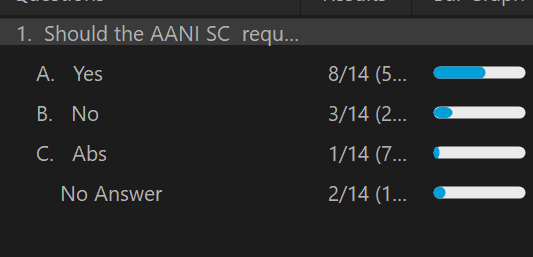 Questions Results Bar Graph
1. Should the AANI SC requ...
A. Yes 8/14 (5...
B. No 3/14 (2...
C. Abs 1/14 (7...
No Answer 2/14 (1...